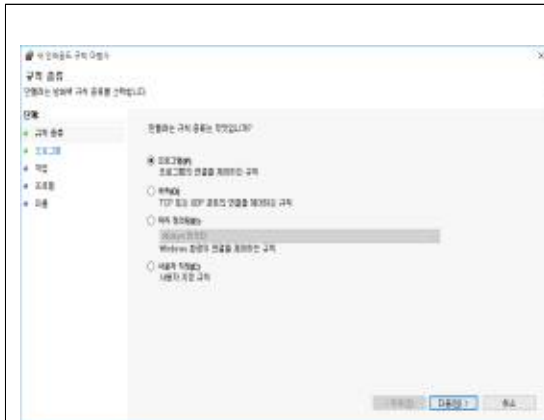 새 인바운드 규칙 마법사
규칙 종류
만들려는 방화벽 규칙 종류를 선택합니다.
단계:
규칙 종류
프로그램
작업
프로필
이름
만들려는 규칙 종류는 무엇입니까?
프로그램(P)
프로그램의 연결을 제어하는 규칙
포트(O)
TCP 또는 UDP 포트의 연결을 제어하는 규칙
미리 정의됨(E):
Windows 환경의 연결을 제어하는 규칙
사용자 지정(C)
사용자 지정 규칙
다음(N) >
취소